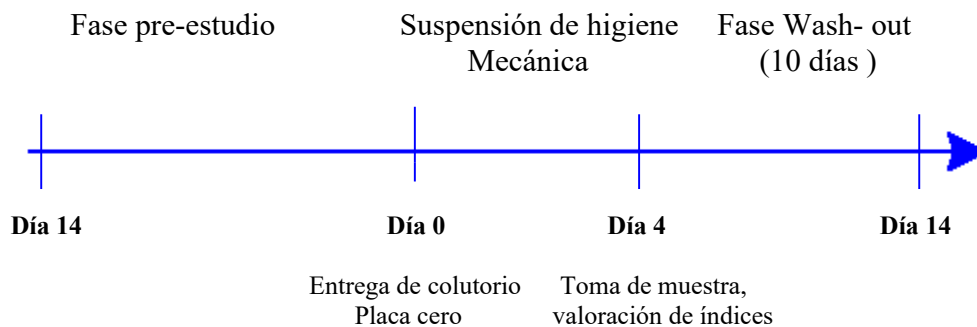 Fase pre-estudio
Suspensión de higiene
Mecánica
Fase Wash- out
(10 días )
Día 14
Día 0
Día 4
Día 14
Entrega de colutorio
Placa cero
Toma de muestra,
valoración de índices